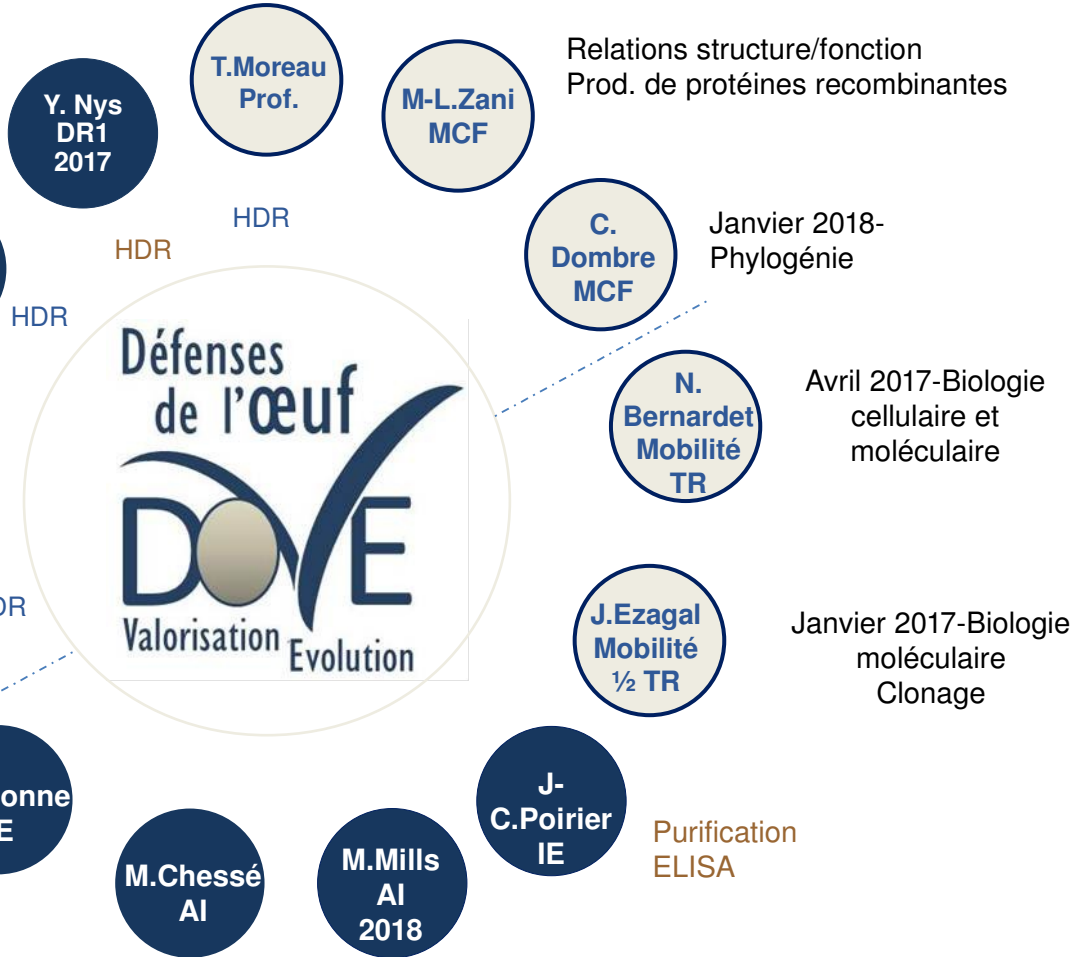 Relations structure/fonction
Prod. de protéines recombinantes
T.Moreau
Prof.
Y. Nys
DR1
2017
M-L.Zani
MCF
HDR
HDR
HDR
C.
Dombre
MCF
Janvier 2018-
Phylogénie
Défenses
de l'œuf
DOVE
Valorisation
Evolution
N.
Bernardet
Mobilité
TR
Avril 2017-Biologie
cellulaire et
moléculaire
J.Ezagal
Mobilité
½ TR
Janvier 2017-Biologie
moléculaire
Clonage
J-
C.Poirier
IE
Purification
ELISA
M.Mills
AI
2018
M.Chessé
AI